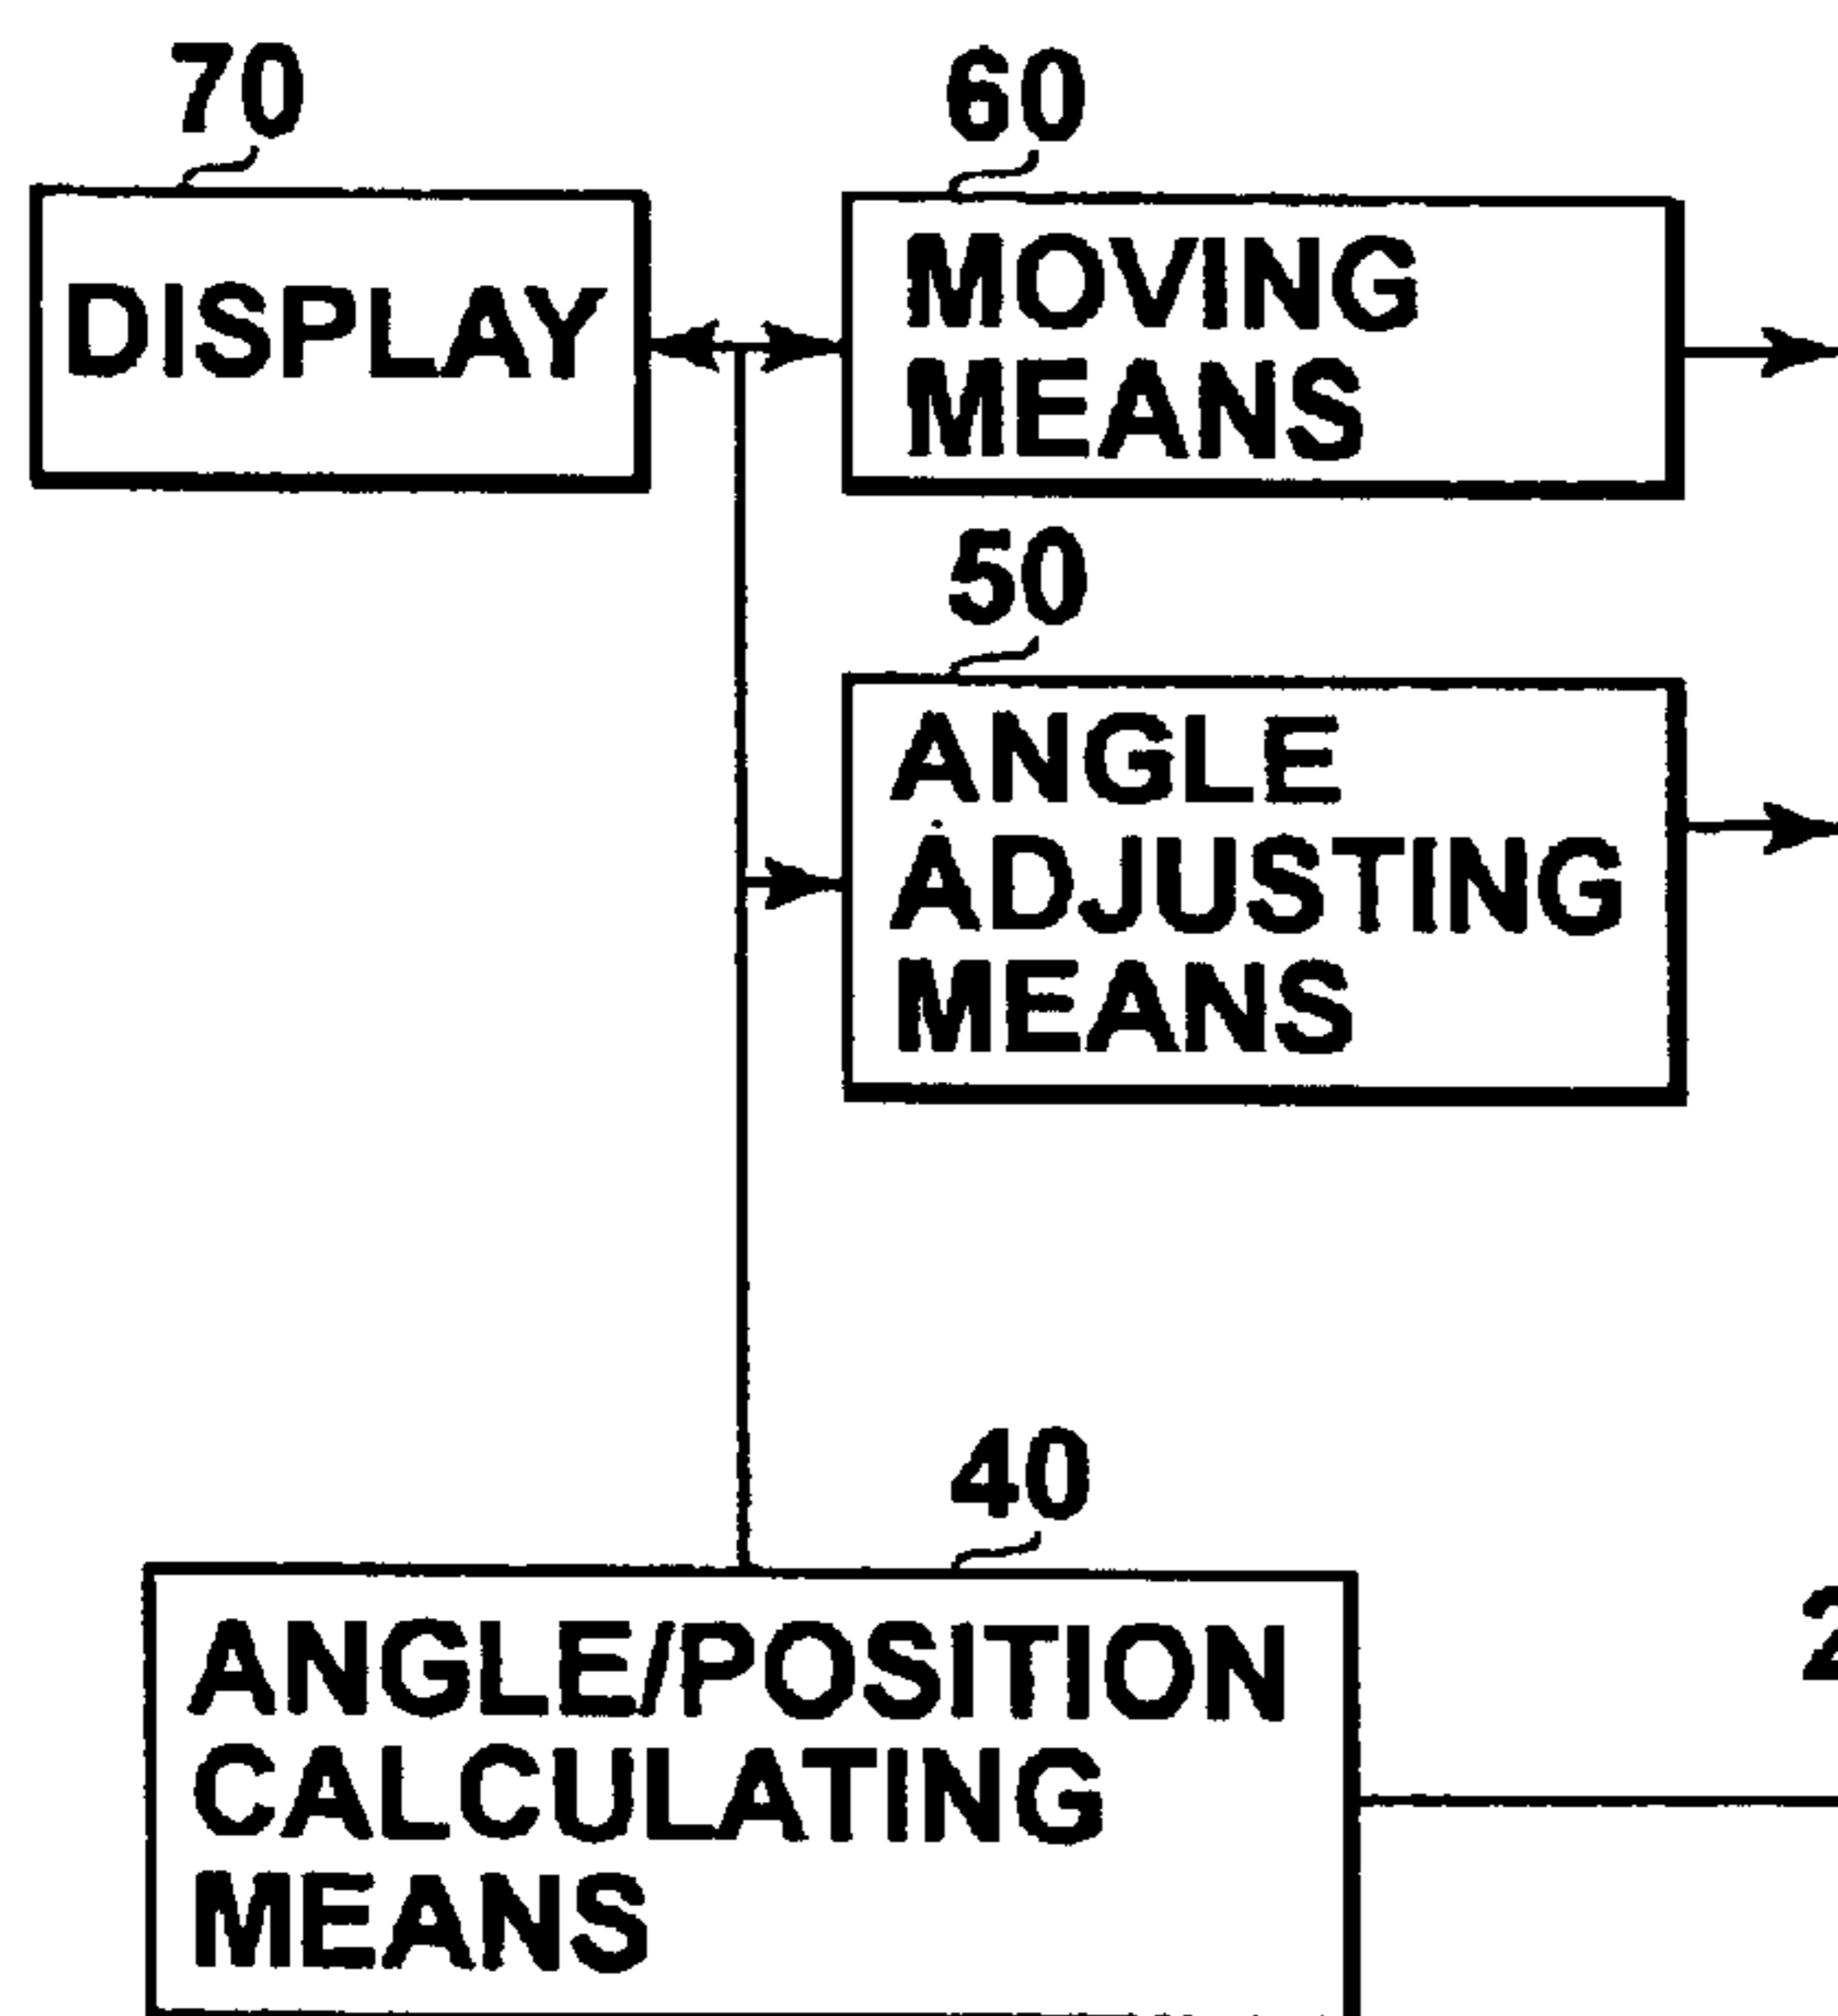 70
DISPLAY
60
MOVING
MEANS
50
ANGLE
ADJUSTING
MEANS
40
ANGLE/POSITION
CALCULATING
MEANS